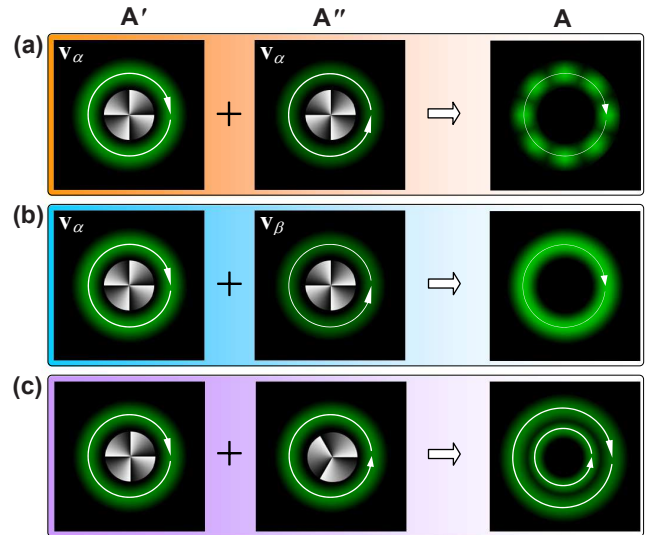 A′ A″ A
(a) v_α + v_α ⇨
(b) v_α + v_β ⇨
(c) + ⇨